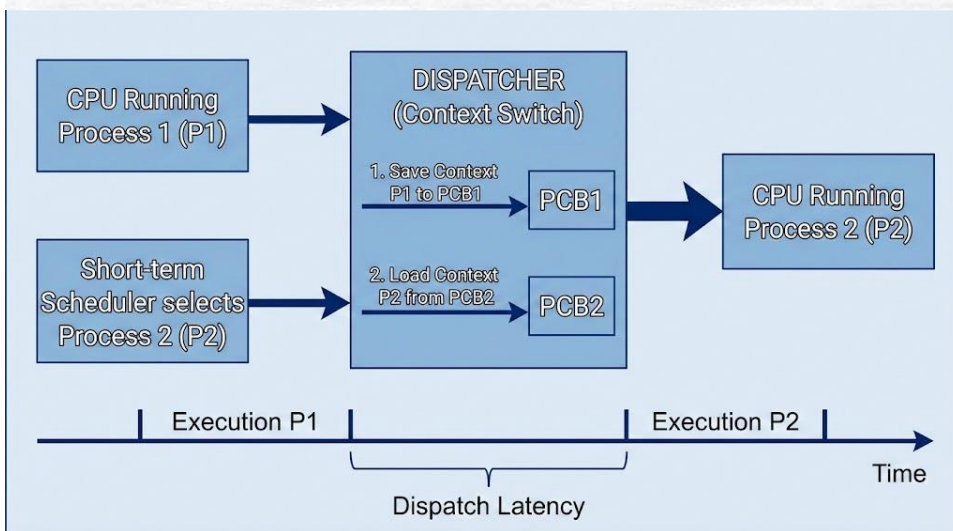 CPU Running
Process 1 (P1)
DISPATCHER
(Context Switch)
1. Save Context
P1 to PCB1
PCB1
CPU Running
Process 2 (P2)
Short-term
Scheduler selects
Process 2 (P2)
2. Load Context
P2 from PCB2
PCB2
Execution P1
Execution P2
Time
Dispatch Latency